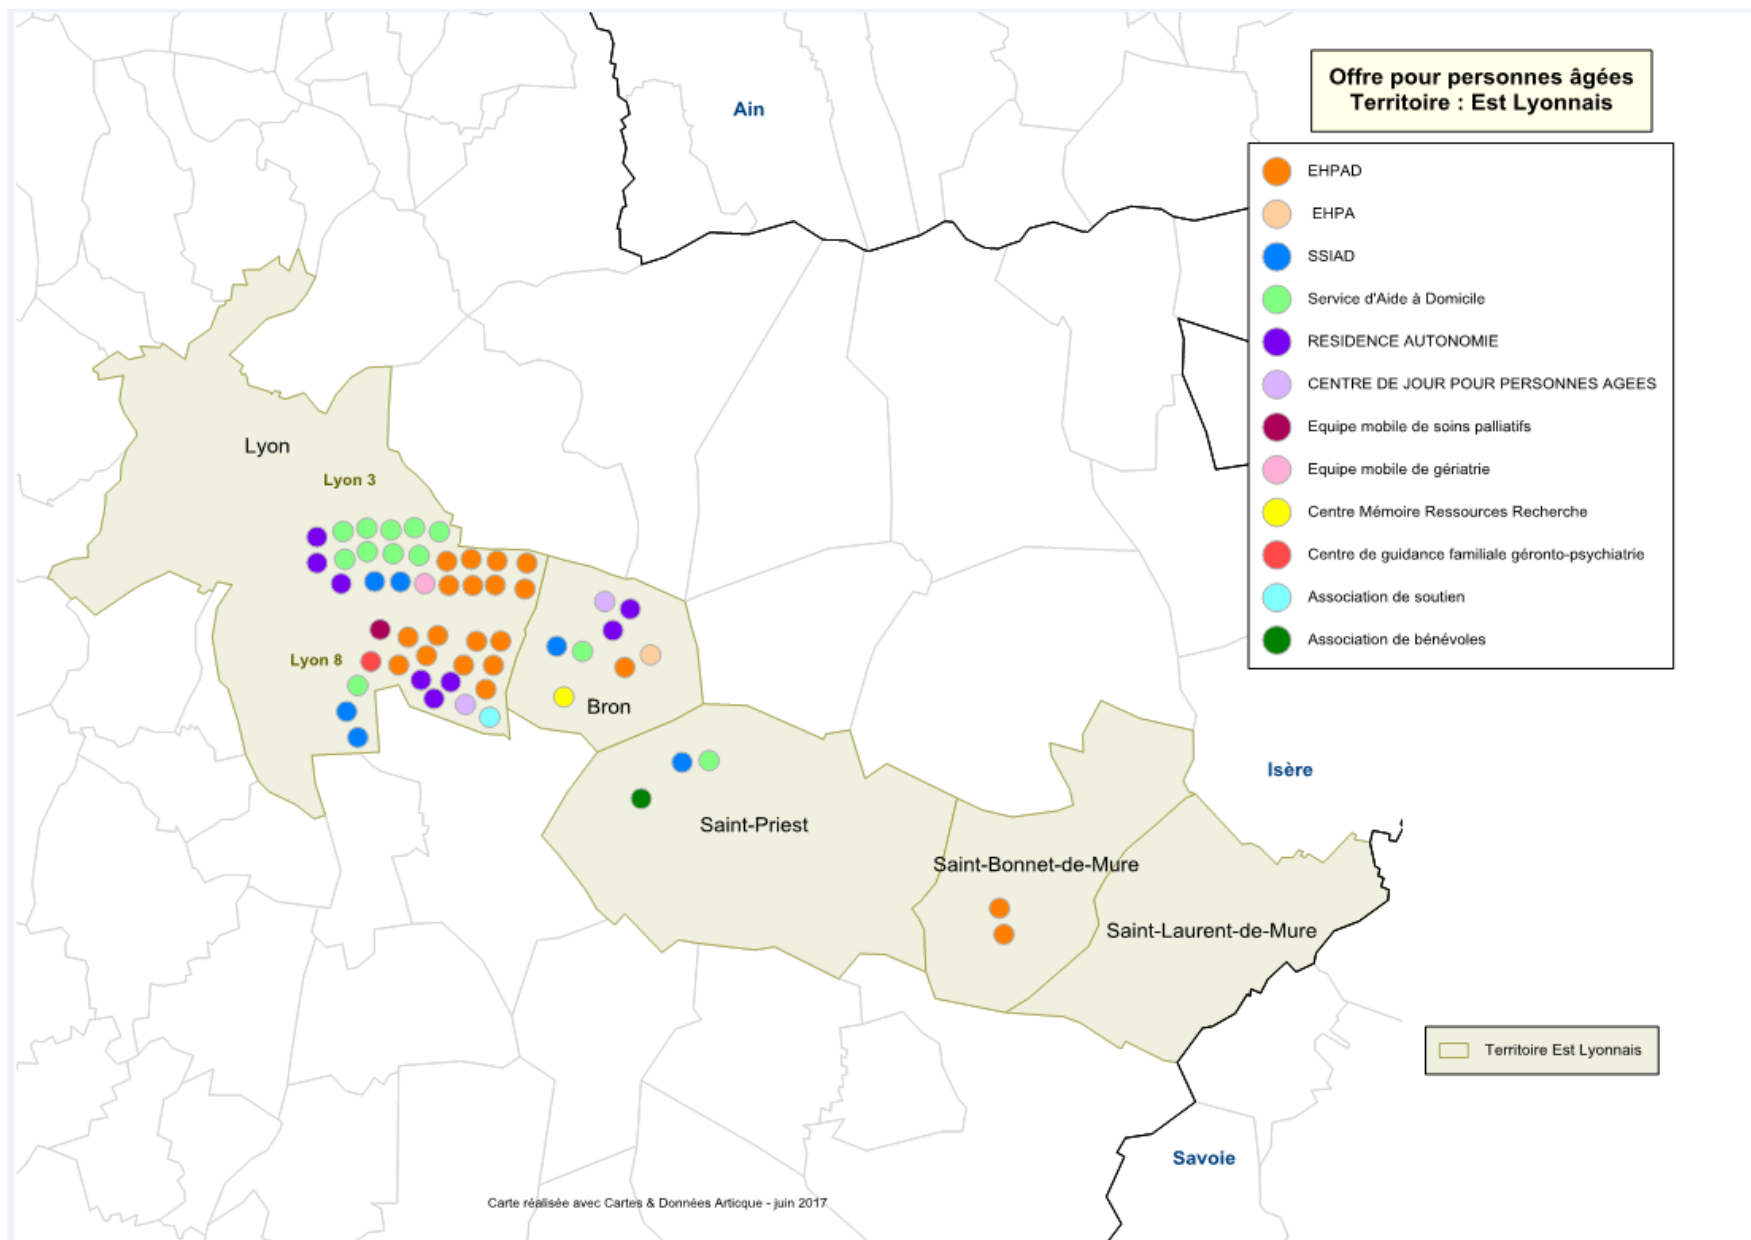 Offre pour personnes âgées
Territoire : Est Lyonnais
Ain
EHPAD
EHPA
SSIAD
Service d'Aide à Domicile
RESIDENCE AUTONOMIE
CENTRE DE JOUR POUR PERSONNES AGEES
Equipe mobile de soins palliatifs
Equipe mobile de gériatrie
Centre Mémoire Ressources Recherche
Centre de guidance familiale géronto-psychiatrie
Association de soutien
Association de bénévoles
Lyon
Lyon 3
Lyon 8
Bron
Saint-Priest
Isère
Saint-Bonnet-de-Mure
Saint-Laurent-de-Mure
Territoire Est Lyonnais
Savoie
Carte réalisée avec Cartes & Données Articque - juin 2017